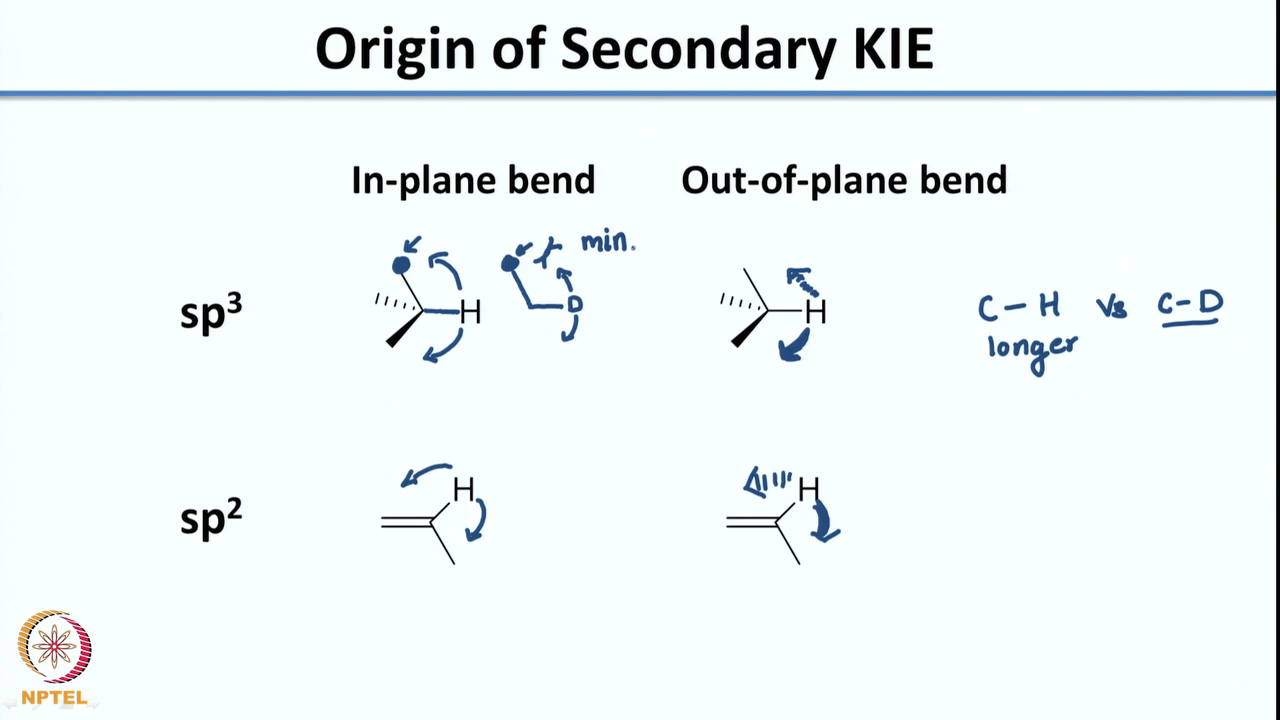 Origin of Secondary KIE
In-plane bend
Out-of-plane bend
min.
sp³
H
D
H
C - H Vs C-D
longer
sp²
H
H
NPTEL